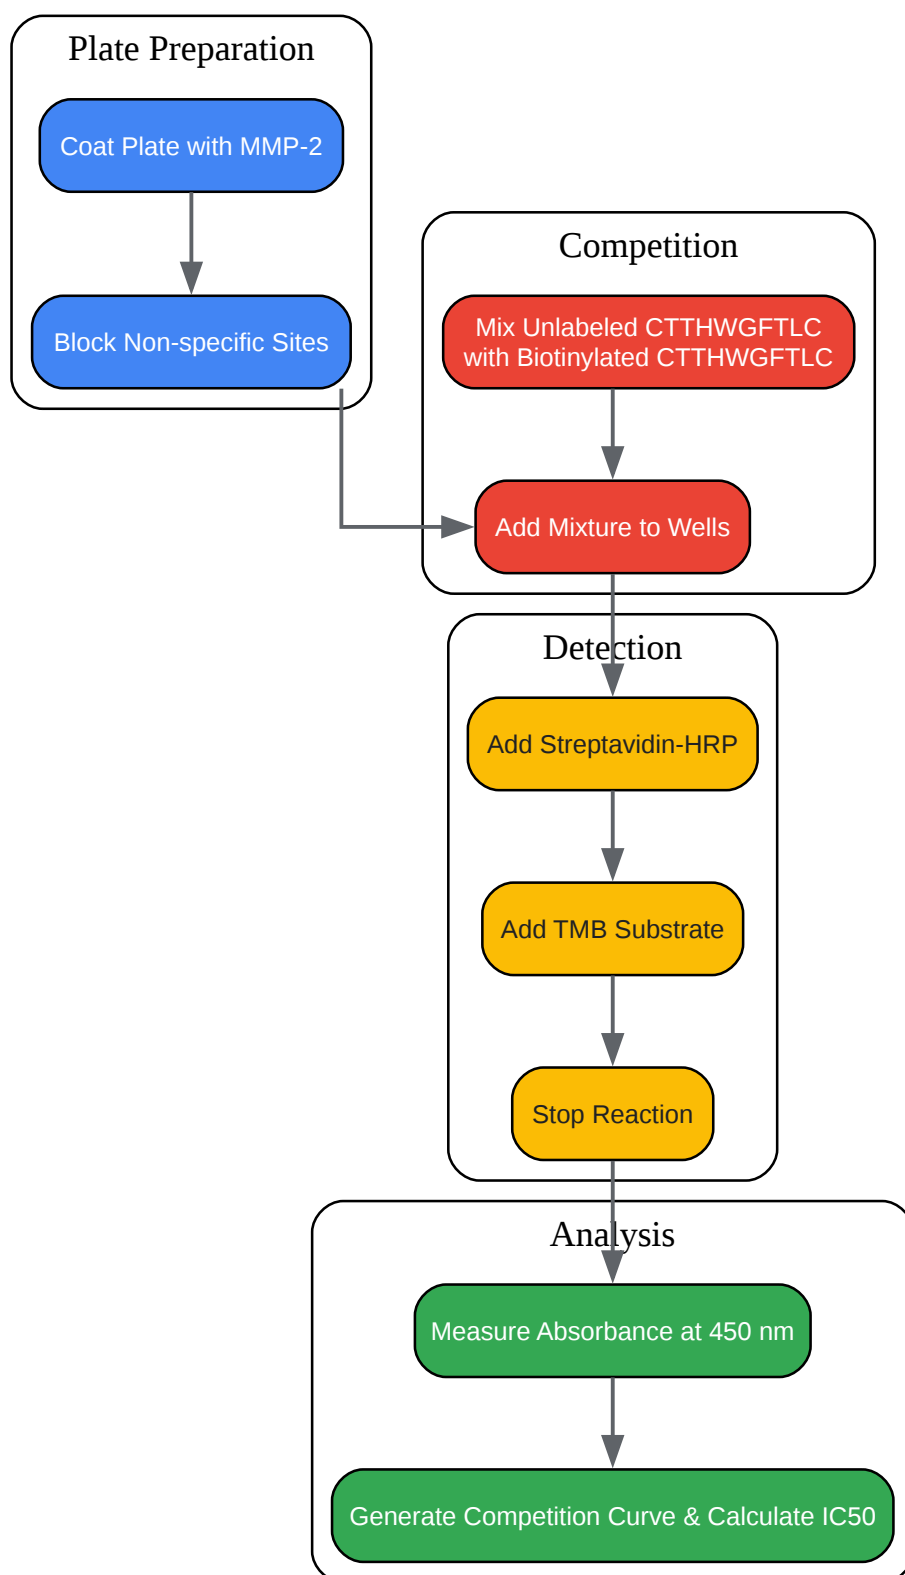 Plate Preparation
Coat Plate with MMP-2
Block Non-specific Sites
Competition
Mix Unlabeled CTTHWGFTLC
with Biotinylated CTTHWGFTLC
Add Mixture to Wells
Detection
Add Streptavidin-HRP
Add TMB Substrate
Stop Reaction
Analysis
Measure Absorbance at 450 nm
Generate Competition Curve & Calculate IC50